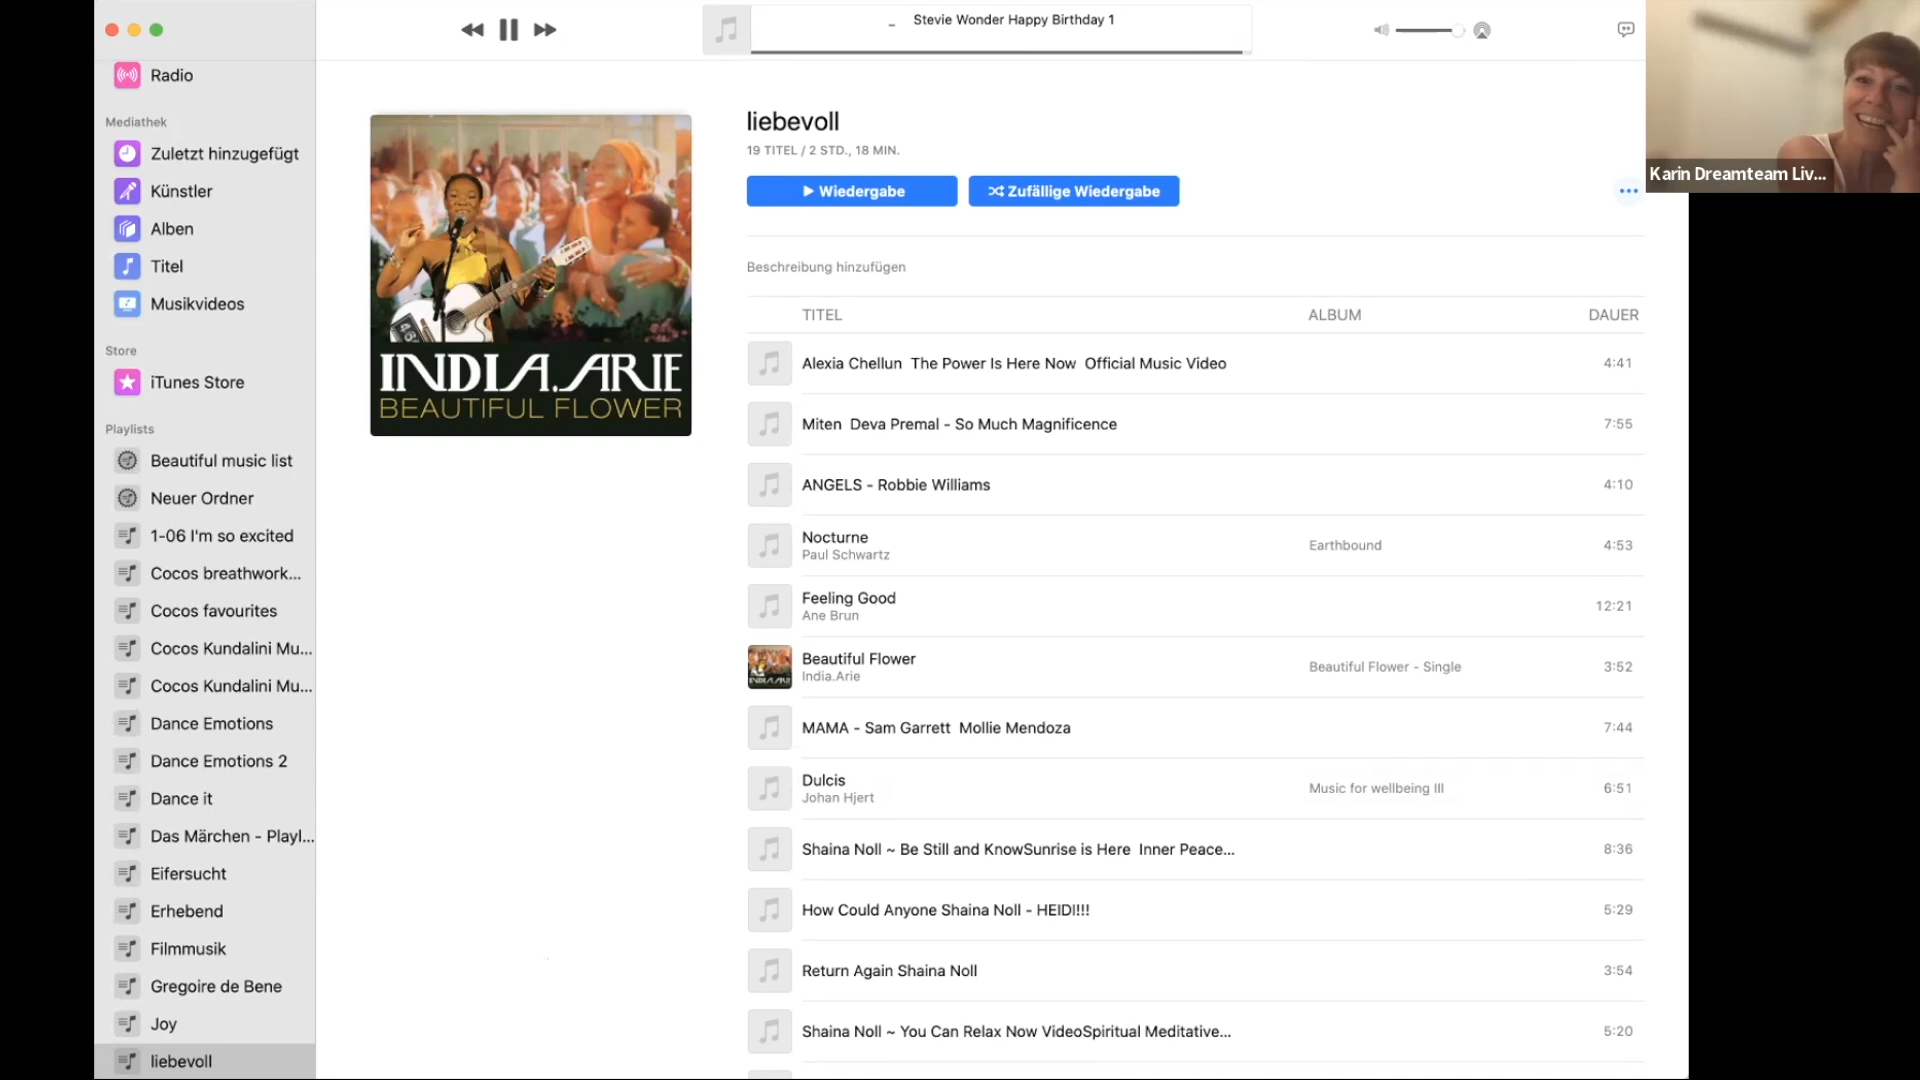 Stevie Wonder Happy Birthday 1
Radio
Mediathek
Zuletzt hinzugefügt
Künstler
Alben
Titel
Musikvideos
Store
iTunes Store
Playlists
Beautiful music list
Neuer Ordner
1-06 I'm so excited
Cocos breathwork...
Cocos favourites
Cocos Kundalini Mu...
Cocos Kundalini Mu...
Dance Emotions
Dance Emotions 2
Dance it
Das Märchen - Playl...
Eifersucht
Erhebend
Filmmusik
Gregoire de Bene
Joy
liebevoll
INDIA.ARIE
BEAUTIFUL FLOWER
liebevoll
19 TITEL / 2 STD., 18 MIN.
Wiedergabe
Zufällige Wiedergabe
Beschreibung hinzufügen
TITEL ALBUM DAUER
Alexia Chellun The Power Is Here Now Official Music Video 4:41
Miten Deva Premal - So Much Magnificence 7:55
ANGELS - Robbie Williams 4:10
Nocturne
Paul Schwartz
Earthbound 4:53
Feeling Good
Ane Brun
12:21
Beautiful Flower
India.Arie
Beautiful Flower - Single 3:52
MAMA - Sam Garrett Mollie Mendoza 7:44
Dulcis
Johan Hjert
Music for wellbeing III 6:51
Shaina Noll ~ Be Still and KnowSunrise is Here Inner Peace... 8:36
How Could Anyone Shaina Noll - HEIDI!!! 5:29
Return Again Shaina Noll 3:54
Shaina Noll ~ You Can Relax Now VideoSpiritual Meditative... 5:20
Karin Dreamteam Liv...